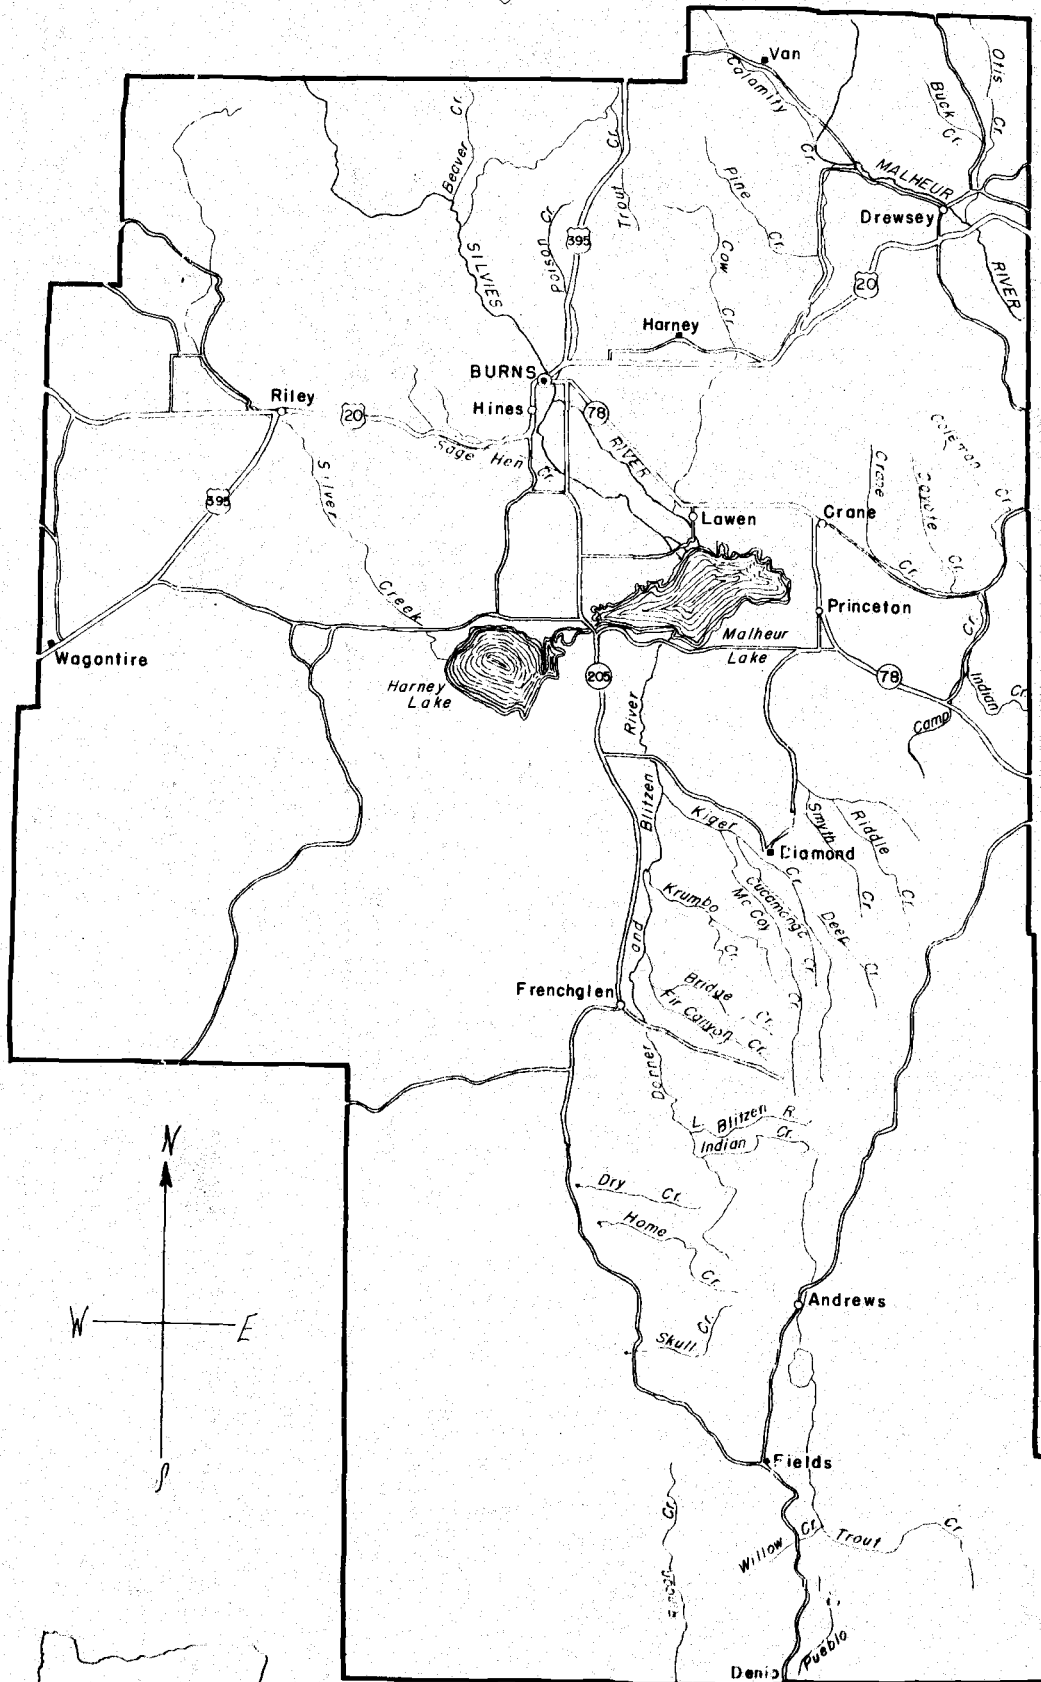 Van
Calamity
Cr.
Otis
Cr.
Buck
Cr.
Beaver
Cr.
Cr.
Trout
Pine
Cr.
MALHEUR
Drewsey
RIVER
Poison
Cr.
395
SILVIES
Cow
Cr.
20
Harney
BURNS
Hines
78
RIVER
Riley
20
Sage Hen
Cr.
Silver
Creek
395
Coleman
Cr.
Crane
Cr.
Coyote
Cr.
Lawen
Crane
Princeton
Malheur
Lake
Wagontire
Harney
Lake
205
78
Cr.
Indian
Cr.
Camp
River
Blitzen
and
Donner
Kiger
Cr.
Diamond
Smyth
Cr.
Riddle
Cr.
Cucamonga
Cr.
Mc Coy
Cr.
Deer
Cr.
Krumbo
Cr.
Frenchglen
Bridge
Cr.
Fir Canyon
Cr.
L. Blitzen R.
Indian
Cr.
N
W
E
S
Dry
Cr.
Home
Cr.
Skull
Cr.
Andrews
Fields
Cr.
Willow
Cr.
Trout
Cr.
Denio
Pueblo